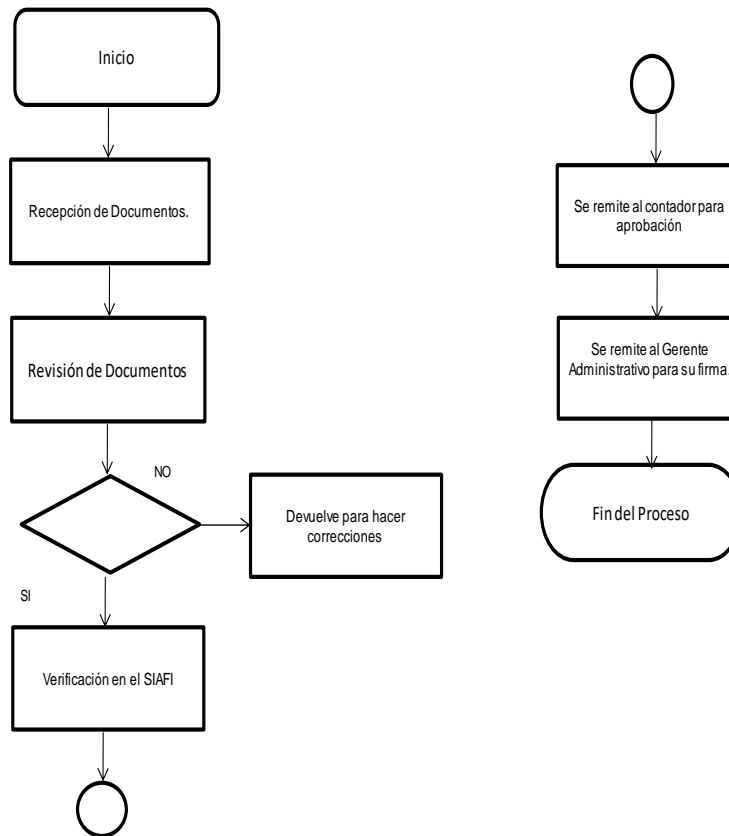 Inicio
Recepción de Documentos.
Revisión de Documentos
NO
Devuelve para hacer
correcciones
SI
Verificación en el SIAFI
Se remite al contador para
aprobación
Se remite al Gerente
Administrativo para su firma.
Fin del Proceso